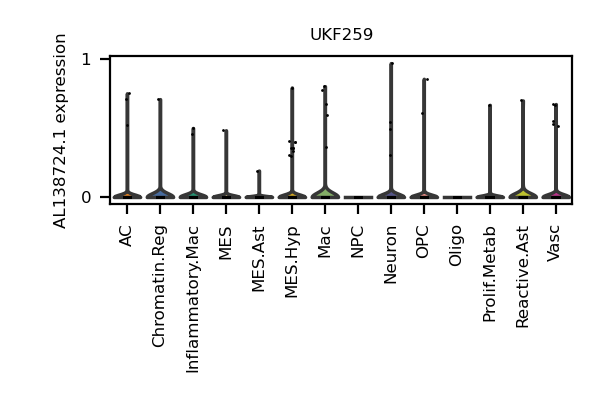 UKF259
AL138724.1 expression
1
0
AC
Chromatin.Reg
Inflammatory.Mac
MES
MES.Ast
MES.Hyp
Mac
NPC
Neuron
OPC
Oligo
Prolif.Metab
Reactive.Ast
Vasc